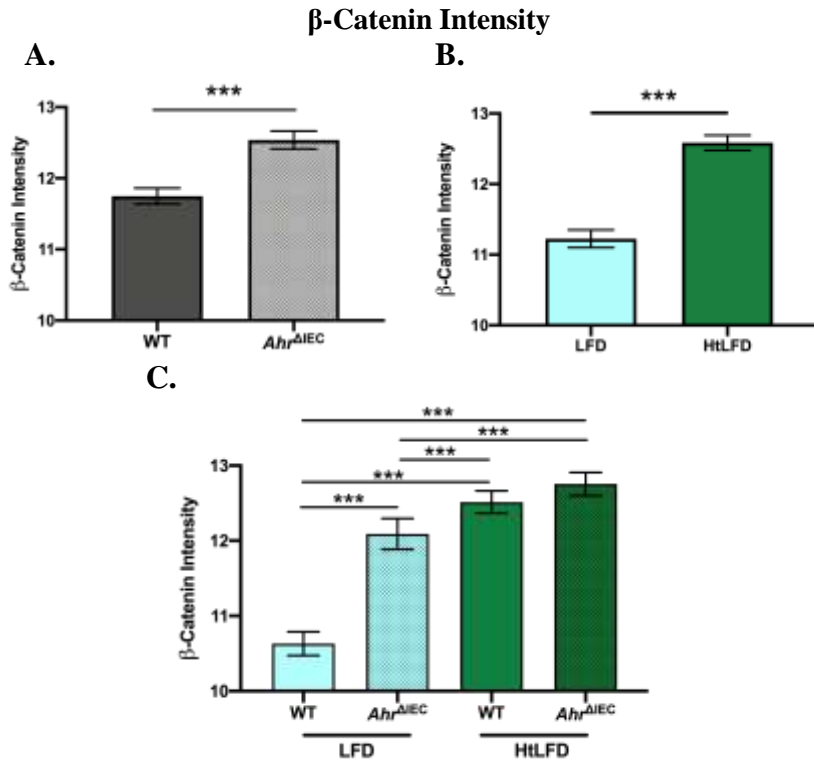 β-Catenin Intensity
A.
***
13
12
11
10
β-Catenin Intensity
WT
Ahr^ΔIEC
B.
***
13
12
11
10
β-Catenin Intensity
LFD
HtLFD
C.
***
***
***
***
***
13
12
11
10
β-Catenin Intensity
WT
Ahr^ΔIEC
WT
Ahr^ΔIEC
LFD
HtLFD